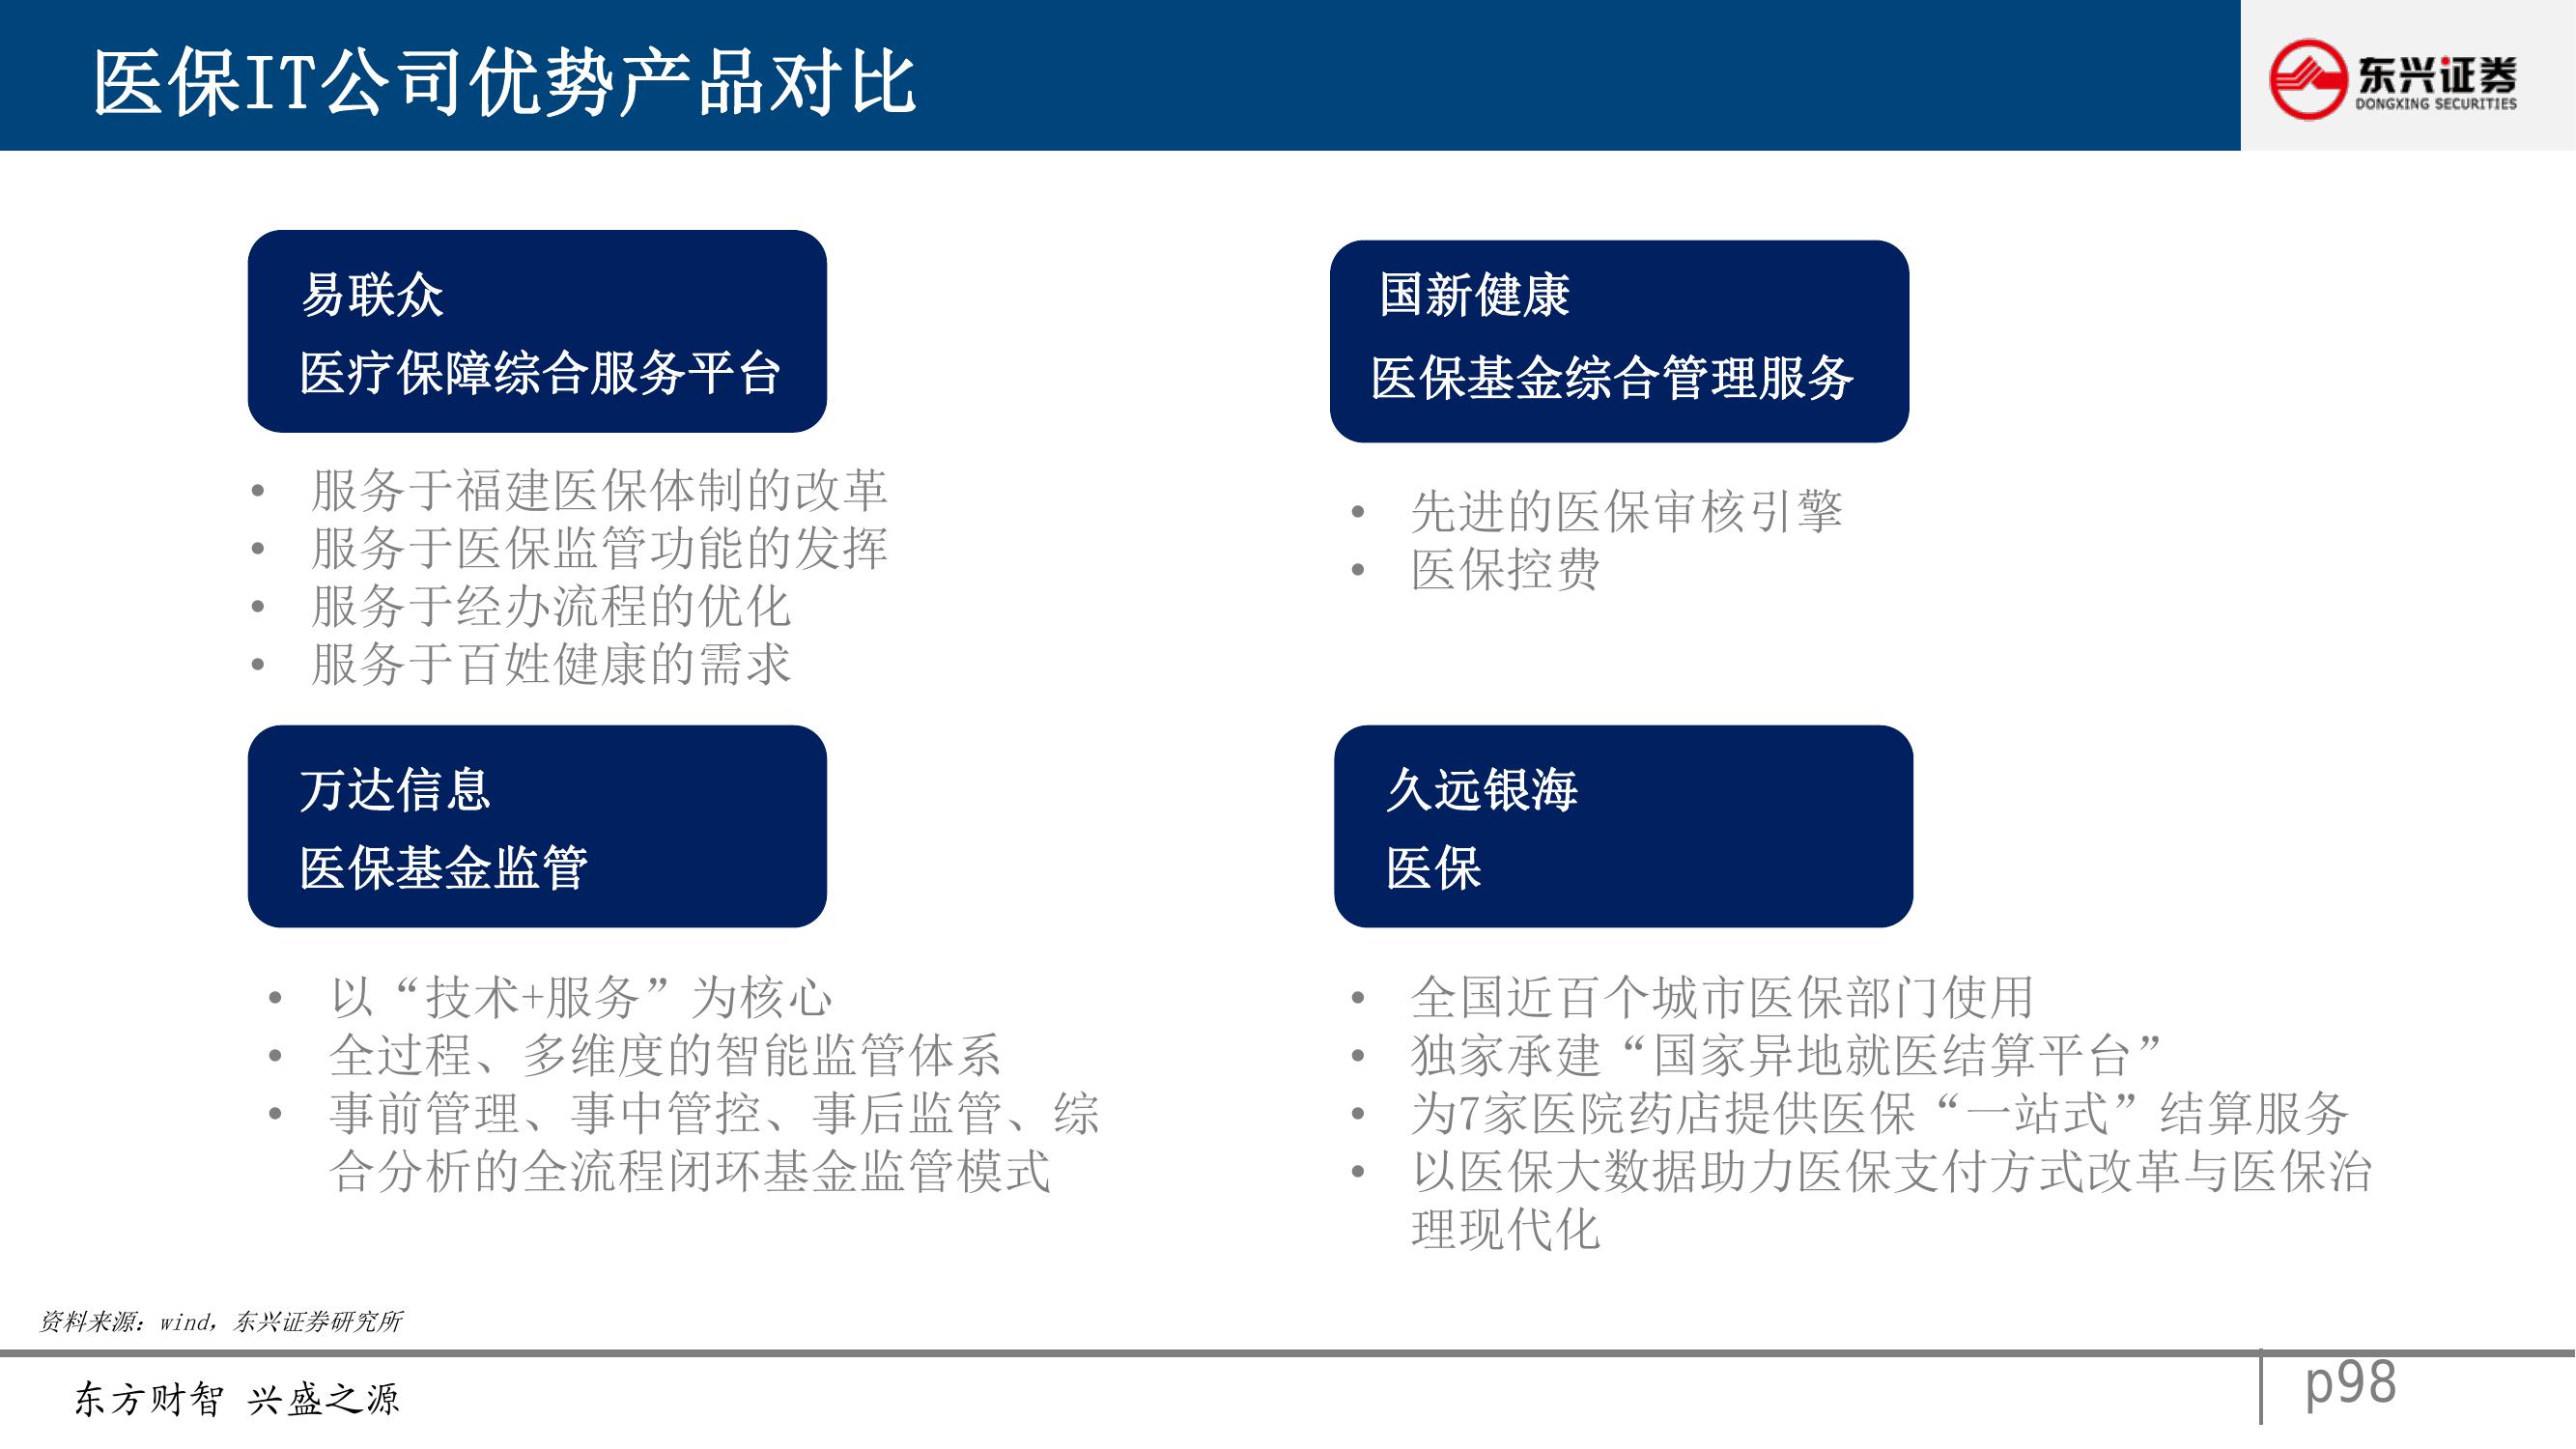 医保IT公司优势产品对比
东兴证券
DONGXING SECURITIES
易联众
医疗保障综合服务平台
• 服务于福建医保体制的改革
• 服务于医保监管功能的发挥
• 服务于经办流程的优化
• 服务于百姓健康的需求
国新健康
医保基金综合管理服务
• 先进的医保审核引擎
• 医保控费
万达信息
医保基金监管
• 以“技术+服务”为核心
• 全过程、多维度的智能监管体系
• 事前管理、事中管控、事后监管、综
合分析的全流程闭环基金监管模式
久远银海
医保
• 全国近百个城市医保部门使用
• 独家承建“国家异地就医结算平台”
• 为7家医院药店提供医保“一站式”结算服务
• 以医保大数据助力医保支付方式改革与医保治
理现代化
资料来源：wind，东兴证券研究所
东方财智 兴盛之源
p98